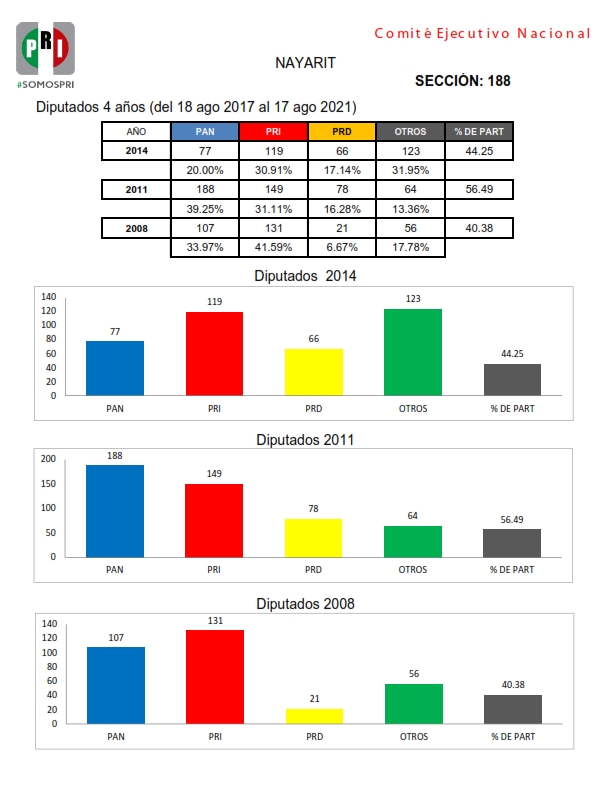 Comité Ejecutivo Nacional
PRI
#SOMOSPRI
NAYARIT
SECCIÓN: 188
Diputados 4 años (del 18 ago 2017 al 17 ago 2021)
AÑO PAN PRI PRD OTROS % DE PART
2014 77 119 66 123 44.25
20.00% 30.91% 17.14% 31.95%
2011 188 149 78 64 56.49
39.25% 31.11% 16.28% 13.36%
2008 107 131 21 56 40.38
33.97% 41.59% 6.67% 17.78%
Diputados 2014
140
120
100
80
60
40
20
0
77
119
66
123
44.25
PAN PRI PRD OTROS % DE PART
Diputados 2011
200
150
100
50
0
188
149
78
64
56.49
PAN PRI PRD OTROS % DE PART
Diputados 2008
140
120
100
80
60
40
20
0
107
131
21
56
40.38
PAN PRI PRD OTROS % DE PART